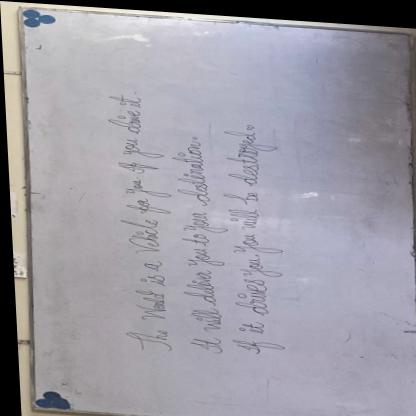 The World is a Vehicle for you If you drive it.
It will deliver you to your destination.
If it drives you, you will be destroyed.